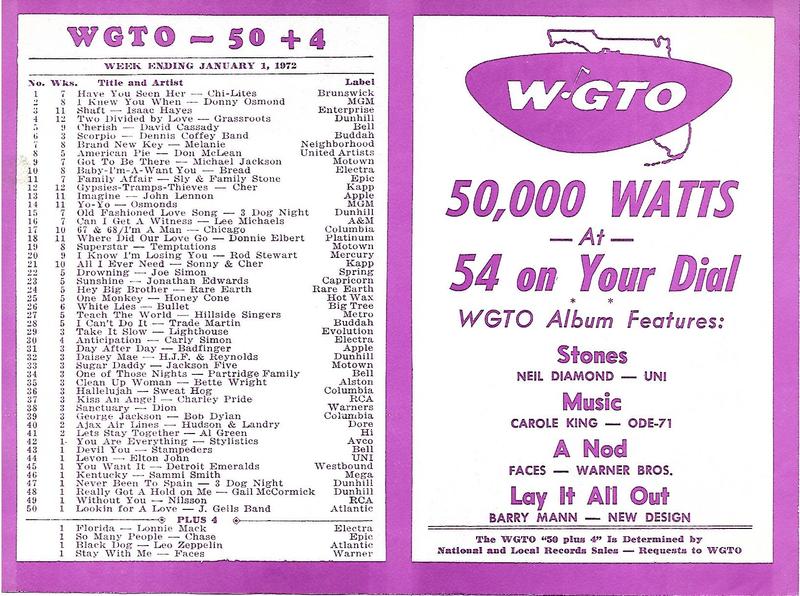 WGTO — 50 + 4
WEEK ENDING JANUARY 1, 1972
No. Wks. Title and Artist Label
1 7 Have You Seen Her — Chi-Lites Brunswick
2 8 I Knew You When — Donny Osmond MGM
3 11 Shaft — Isaac Hayes Enterprise
4 12 Two Divided by Love — Grassroots Dunhill
5 9 Cherish — David Cassady Bell
6 3 Scorpio — Dennis Coffey Band Buddah
7 8 Brand New Key — Melanie Neighborhood
8 5 American Pie — Don McLean United Artists
9 7 Got To Be There — Michael Jackson Motown
10 8 Baby-I'm-A-Want You — Bread Electra
11 7 Family Affair — Sly & Family Stone Epic
12 12 Gypsies-Tramps-Thieves — Cher Kapp
13 11 Imagine — John Lennon Apple
14 11 Yo-Yo — Osmonds MGM
15 7 Old Fashioned Love Song — 3 Dog Night Dunhill
16 7 Can I Get A Witness — Lee Michaels A&M
17 10 67 & 68/I'm A Man — Chicago Columbia
18 11 Where Did Our Love Go — Donnie Elbert Platinum
19 8 Superstar — Temptations Motown
20 9 I Know I'm Losing You — Rod Stewart Mercury
21 10 All I Ever Need — Sonny & Cher Kapp
22 5 Drowning — Joe Simon Spring
23 5 Sunshine — Jonathan Edwards Capricorn
24 5 Hey Big Brother — Rare Earth Rare Earth
25 5 One Monkey — Honey Cone Hot Wax
26 6 White Lies — Bullet Big Tree
27 5 Teach The World — Hillside Singers Metro
28 5 I Can't Do It — Trade Martin Buddah
29 3 Take It Slow — Lighthouse Evolution
30 4 Anticipation — Carly Simon Electra
31 3 Day After Day — Badfinger Apple
32 3 Daisey Mae — H.J.F. & Reynolds Dunhill
33 3 Sugar Daddy — Jackson Five Motown
34 2 One of Those Nights — Partridge Family Bell
35 3 Clean Up Woman — Bette Wright Alston
36 3 Hallelujah — Sweat Hog Columbia
37 3 Kiss An Angel — Charley Pride RCA
38 3 Sanctuary — Dion Warners
39 3 George Jackson — Bob Dylan Columbia
40 2 Ajax Air Lines — Hudson & Landry Dore
41 2 Lets Stay Together — Al Green Hi
42 1 You Are Everything — Stylistics Avco
43 1 Devil You — Stampeders Bell
44 1 Levon — Elton John UNI
45 1 You Want It — Detroit Emeralds Westbound
46 1 Kentucky — Sammi Smith Mega
47 1 Never Been To Spain — 3 Dog Night Dunhill
48 1 Really Got A Hold on Me — Gail McCormick Dunhill
49 1 Without You — Nilsson RCA
50 1 Lookin for A Love — J. Geils Band Atlantic
PLUS 4
1 Florida — Lonnie Mack Electra
1 So Many People — Chase Epic
1 Black Dog — Leo Zeppelin Atlantic
1 Stay With Me — Faces Warner
W-GTO
50,000 WATTS
— At —
54 on Your Dial
* *
WGTO Album Features:
Stones
NEIL DIAMOND — UNI
Music
CAROLE KING — ODE-71
A Nod
FACES — WARNER BROS.
Lay It All Out
BARRY MANN — NEW DESIGN
The WGTO "50 plus 4" Is Determined by
National and Local Records Sales — Requests to WGTO